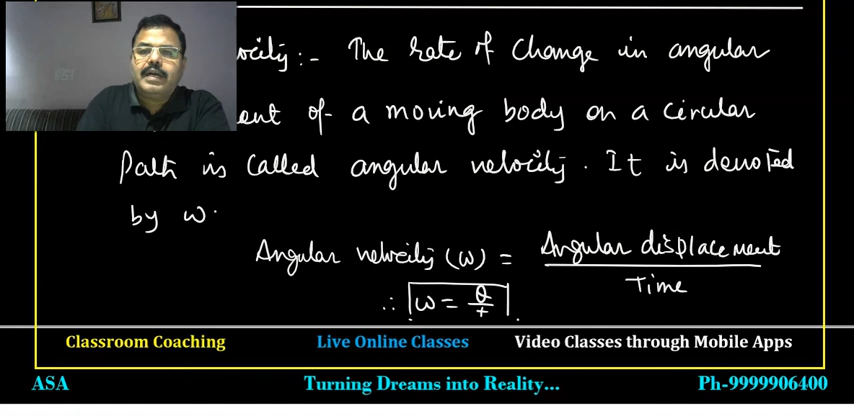 ocity:- The rate of change in angular
ent of a moving body on a circular
path is called angular velocity. It is denoted
by ω.
Angular velocity (ω) = Angular displacement
Time
∴ ω = θ/t
Classroom Coaching Live Online Classes Video Classes through Mobile Apps
ASA Turning Dreams into Reality... Ph-9999906400